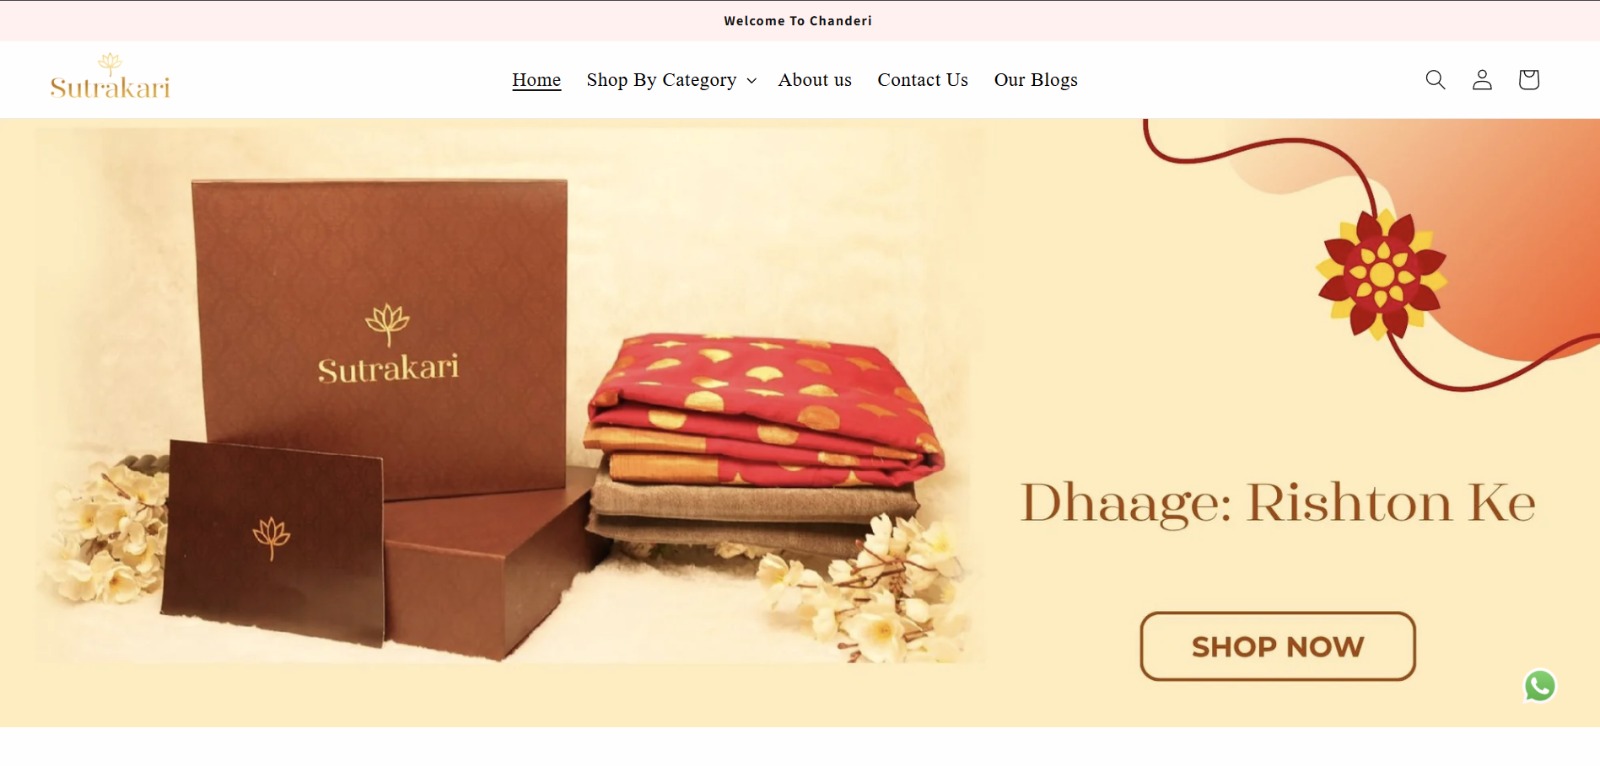 Welcome To Chanderi
Sutrakari
Home
Shop By Category
About us
Contact Us
Our Blogs
Sutrakari
Dhaage: Rishton Ke
SHOP NOW